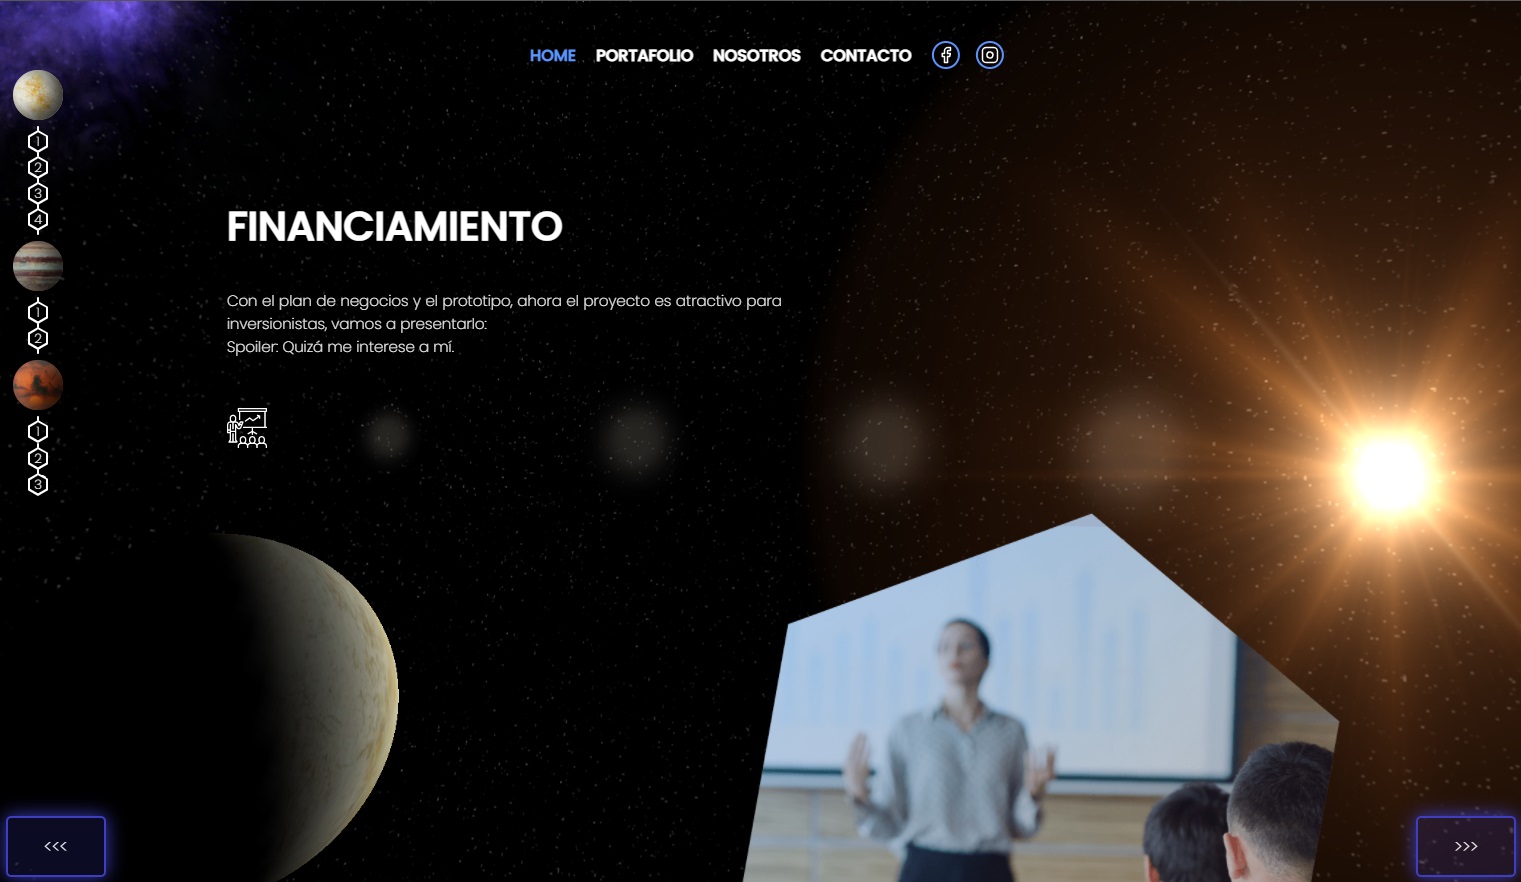 HOME PORTAFOLIO NOSOTROS CONTACTO
1
2
3
4
1
2
1
2
3
FINANCIAMIENTO
Con el plan de negocios y el prototipo, ahora el proyecto es atractivo para
inversionistas, vamos a presentarlo:
Spoiler: Quizá me interese a mí.
<<<
>>>